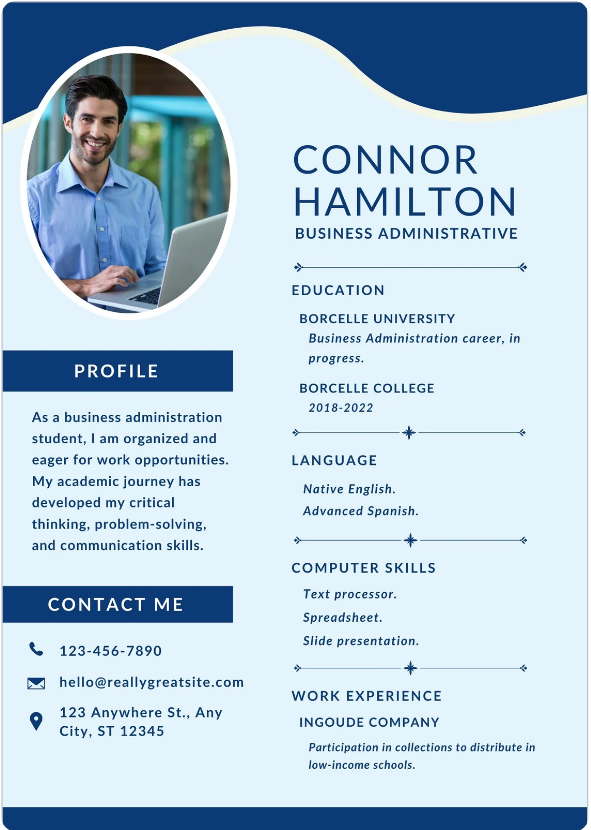 CONNOR
HAMILTON
BUSINESS ADMINISTRATIVE
PROFILE
As a business administration
student, I am organized and
eager for work opportunities.
My academic journey has
developed my critical
thinking, problem-solving,
and communication skills.
CONTACT ME
123-456-7890
hello@reallygreatsite.com
123 Anywhere St., Any
City, ST 12345
EDUCATION
BORCELLE UNIVERSITY
Business Administration career, in
progress.
BORCELLE COLLEGE
2018-2022
LANGUAGE
Native English.
Advanced Spanish.
COMPUTER SKILLS
Text processor.
Spreadsheet.
Slide presentation.
WORK EXPERIENCE
INGOUDE COMPANY
Participation in collections to distribute in
low-income schools.